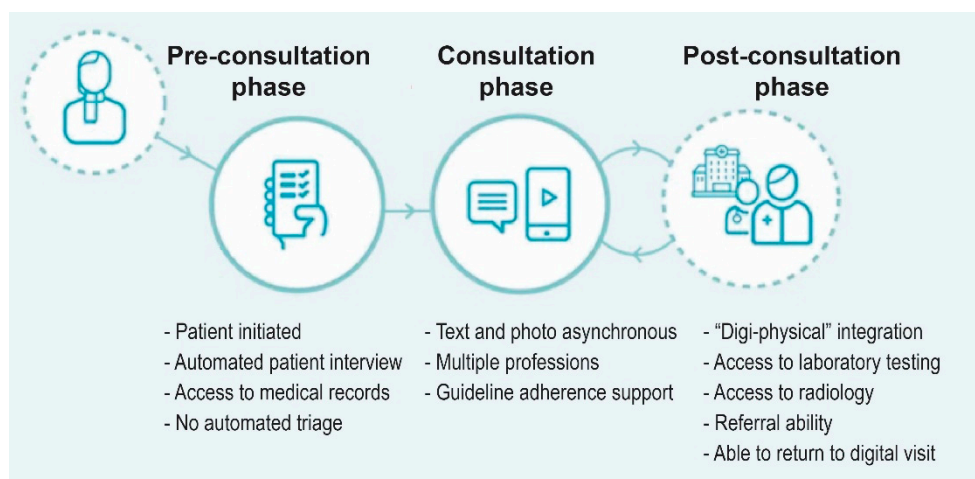 Pre-consultation
phase
Consultation
phase
Post-consultation
phase
- Patient initiated
- Automated patient interview
- Access to medical records
- No automated triage
- Text and photo asynchronous
- Multiple professions
- Guideline adherence support
- “Digi-physical” integration
- Access to laboratory testing
- Access to radiology
- Referral ability
- Able to return to digital visit